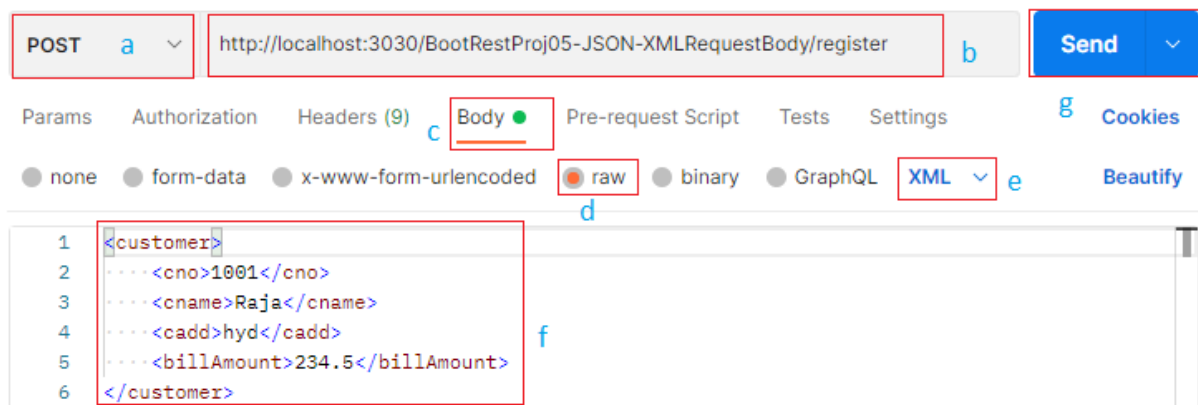 POST a http://localhost:3030/BootRestProj05-JSON-XMLRequestBody/register b Send
Params Authorization Headers (9) c Body Pre-request Script Tests Settings g Cookies
none form-data x-www-form-urlencoded raw binary GraphQL XML e Beautify
d
1 <customer>
2 ····<cno>1001</cno>
3 ····<cname>Raja</cname>
4 ····<cadd>hyd</cadd> f
5 ····<billAmount>234.5</billAmount>
6 </customer>